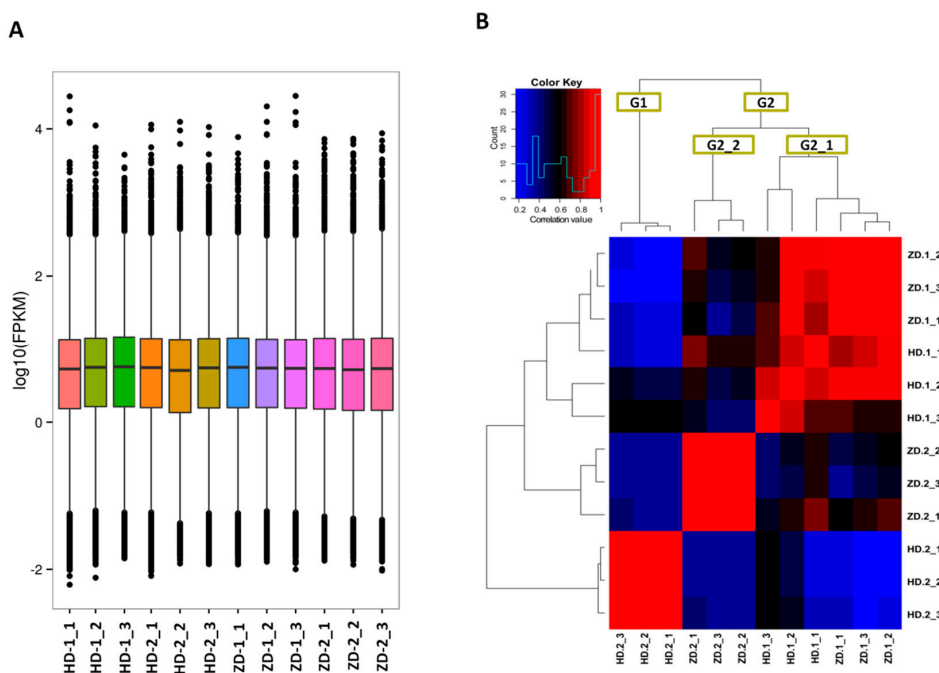 A
log10(FPKM)
4
2
0
-2
HD-1_1
HD-1_2
HD-1_3
HD-2_1
HD-2_2
HD-2_3
ZD-1_1
ZD-1_2
ZD-1_3
ZD-2_1
ZD-2_2
ZD-2_3
B
Color Key
Count
0 5 10 15 20 25 30
0.2 0.4 0.6 0.8 1
Correlation value
G1
G2
G2_2
G2_1
ZD.1_2
ZD.1_3
ZD.1_1
HD.1_1
HD.1_2
HD.1_3
ZD.2_2
ZD.2_3
ZD.2_1
HD.2_1
HD.2_2
HD.2_3
HD.2_3
HD.2_2
HD.2_1
ZD.2_1
ZD.2_3
ZD.2_2
HD.1_3
HD.1_2
HD.1_1
ZD.1_1
ZD.1_3
ZD.1_2